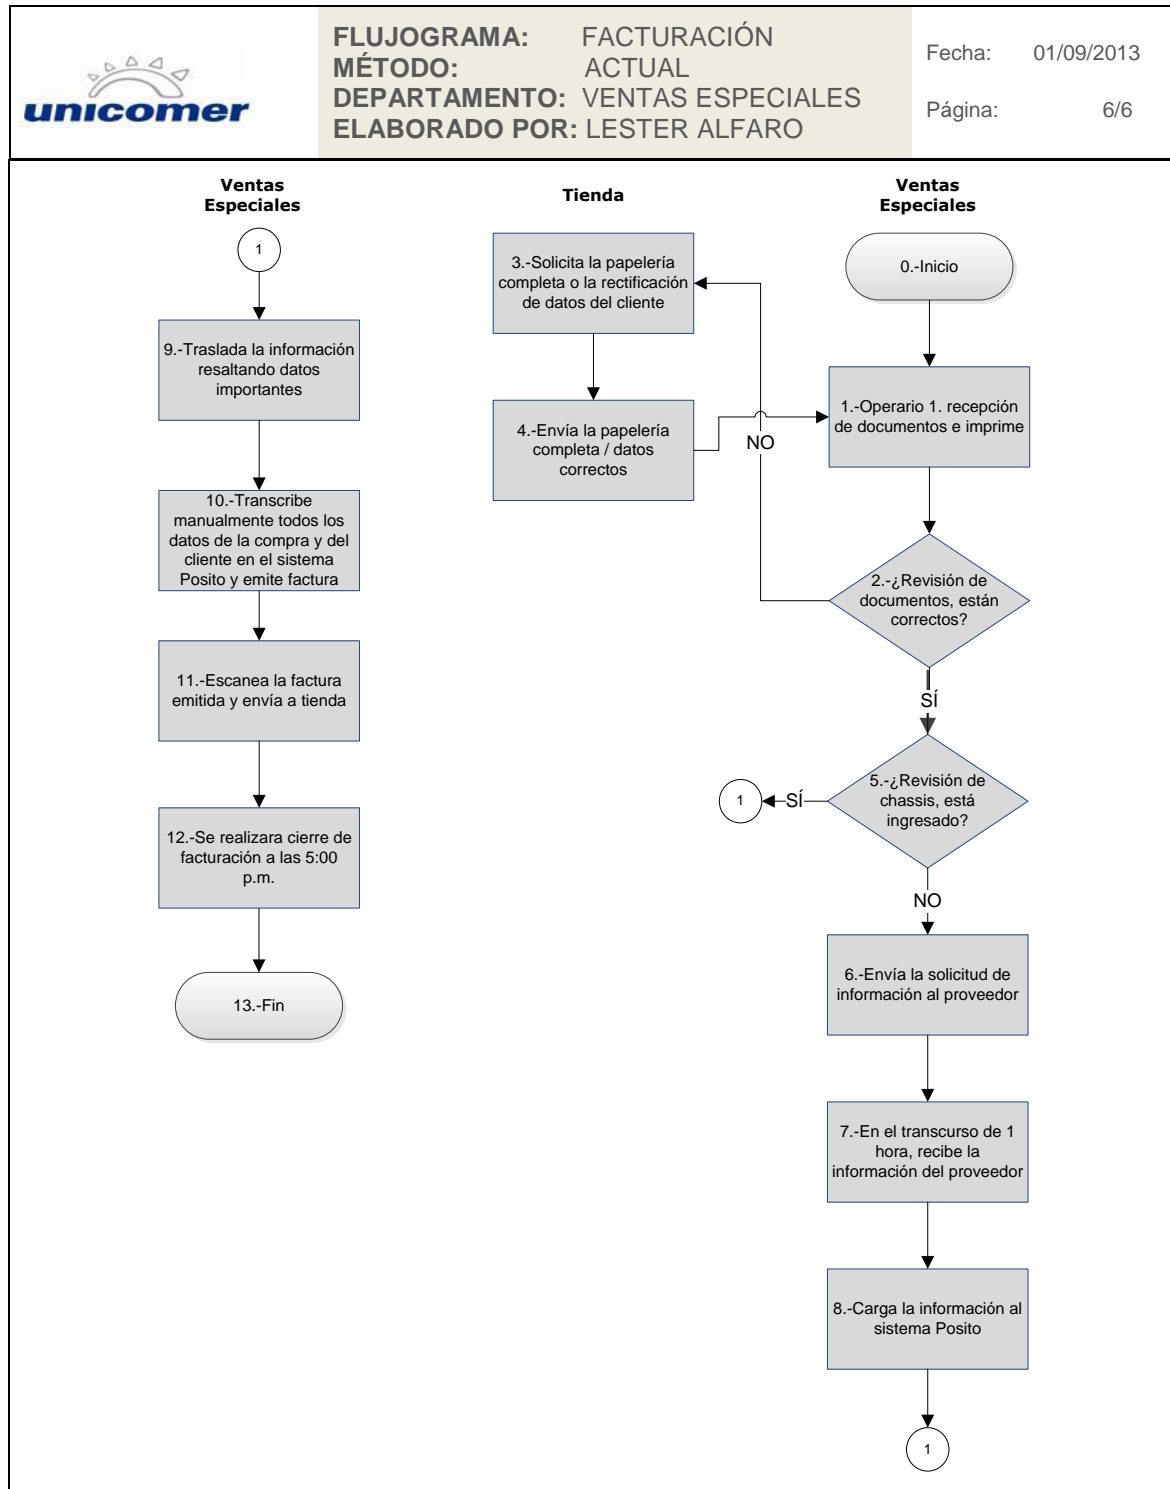 unicomer
FLUJOGRAMA: FACTURACIÓN
MÉTODO: ACTUAL
DEPARTAMENTO: VENTAS ESPECIALES
ELABORADO POR: LESTER ALFARO
Fecha: 01/09/2013
Página: 6/6
Ventas
Especiales
1
9.-Traslada la información
resaltando datos
importantes
10.-Transcribe
manualmente todos los
datos de la compra y del
cliente en el sistema
Posito y emite factura
11.-Escanea la factura
emitida y envía a tienda
12.-Se realizara cierre de
facturación a las 5:00
p.m.
13.-Fin
Tienda
3.-Solicita la papelería
completa o la rectificación
de datos del cliente
4.-Envía la papelería
completa / datos
correctos
NO
Ventas
Especiales
0.-Inicio
1.-Operario 1. recepción
de documentos e imprime
2.-¿Revisión de
documentos, están
correctos?
SÍ
5.-¿Revisión de
chassis, está
ingresado?
SÍ
1
NO
6.-Envía la solicitud de
información al proveedor
7.-En el transcurso de 1
hora, recibe la
información del proveedor
8.-Carga la información al
sistema Posito
1